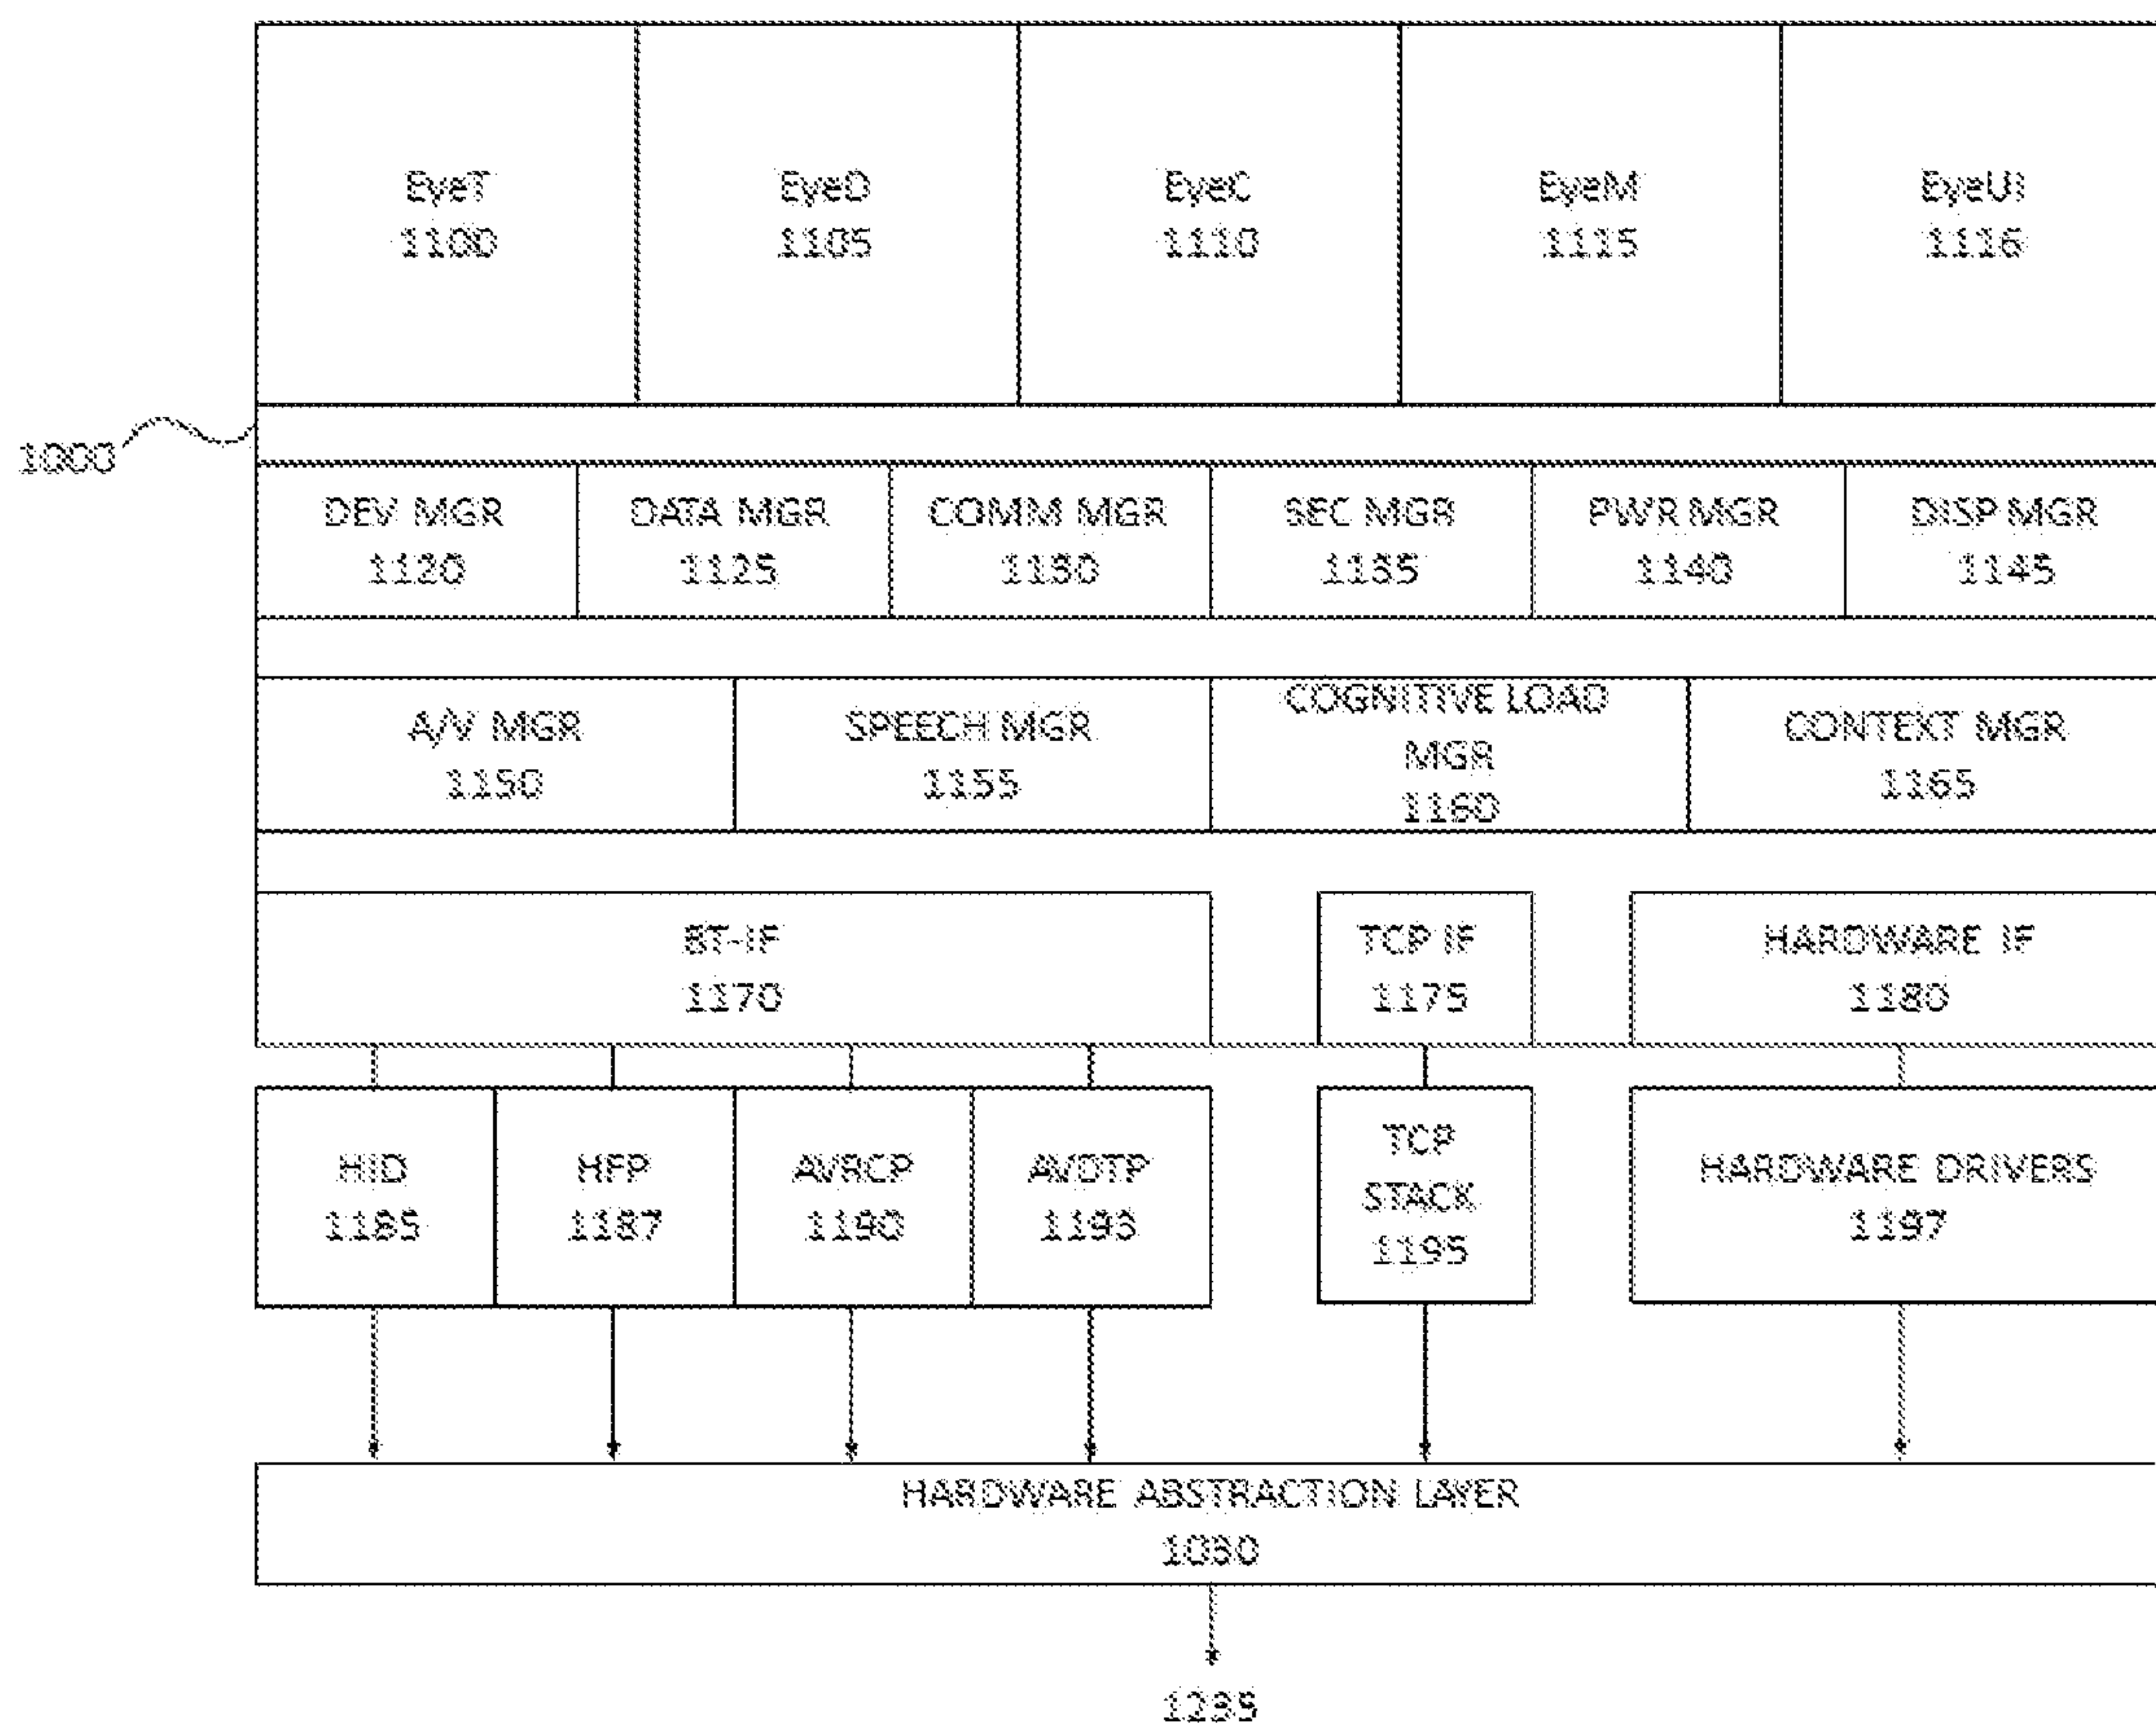 EyeT
1100
EyeD
1105
EyeC
1110
EyeM
1115
EyeUI
1116
1000
DEV MGR
1120
DATA MGR
1125
COMM MGR
1130
SEC MGR
1135
PWR MGR
1140
DISP MGR
1145
A/V MGR
1150
SPEECH MGR
1155
COGNITIVE LOAD
MGR
1160
CONTEXT MGR
1165
BT-IF
1170
TCP IF
1175
HARDWARE IF
1180
HID
1185
HFP
1187
AVRCP
1190
AVDTP
1193
TCP
STACK
1195
HARDWARE DRIVERS
1197
HARDWARE ABSTRACTION LAYER
1030
1235